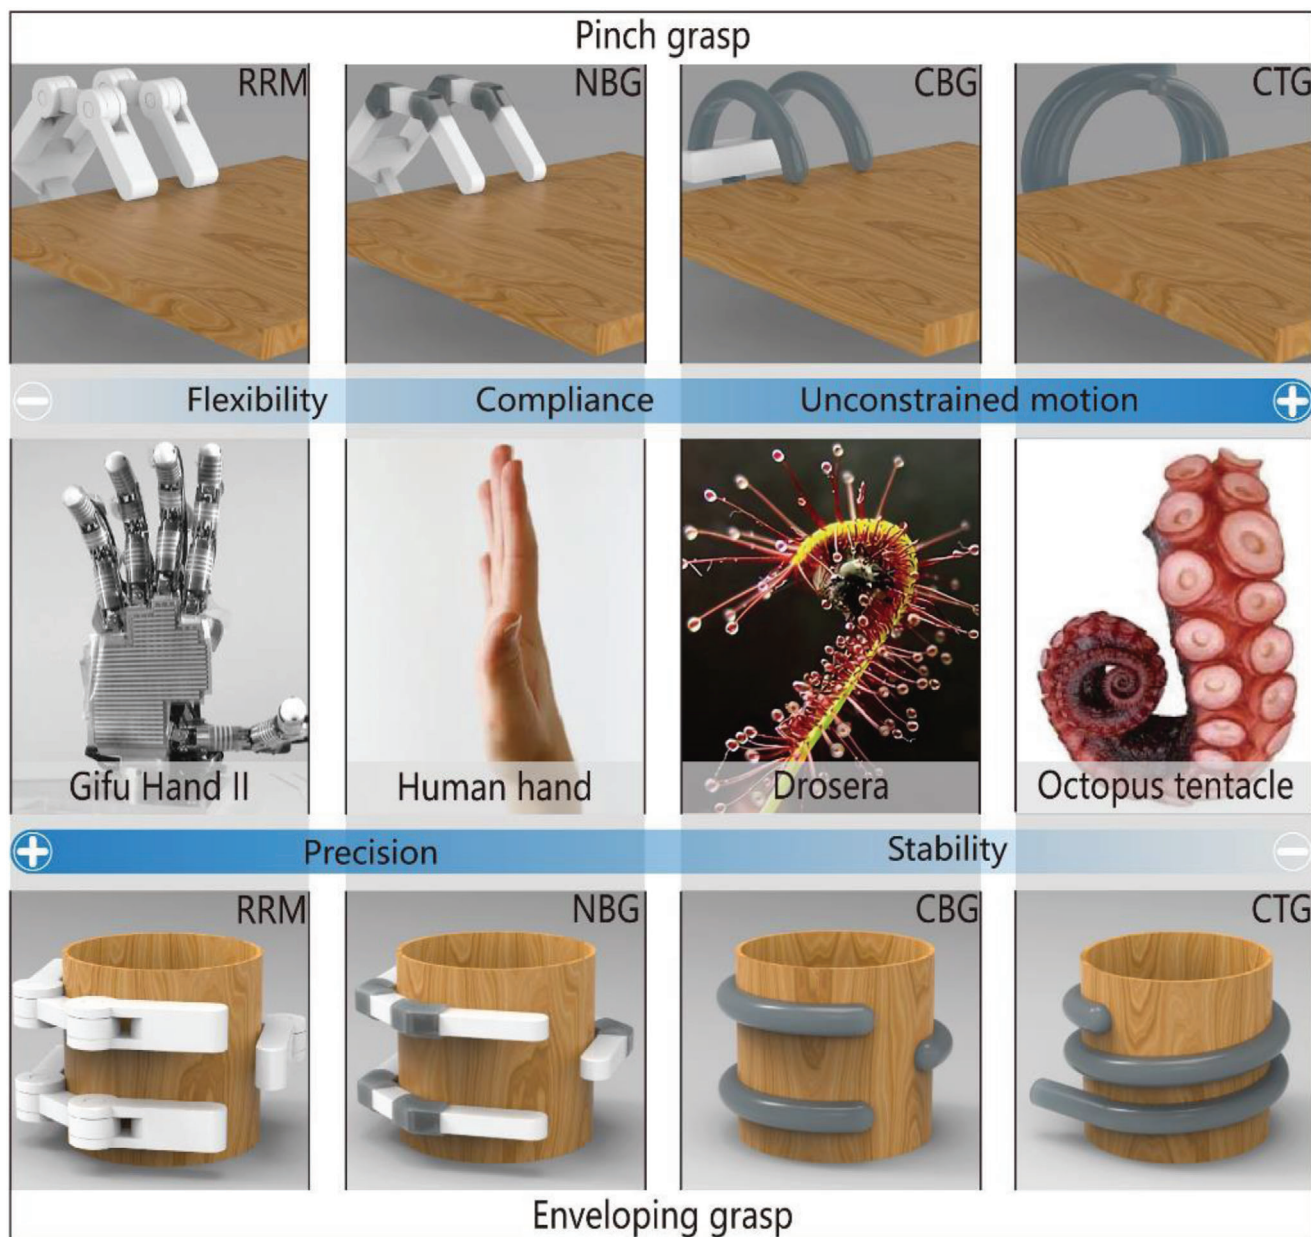 Pinch grasp
RRM
NBG
CBG
CTG
Flexibility
Compliance
Unconstrained motion
Gifu Hand II
Human hand
Drosera
Octopus tentacle
Precision
Stability
RRM
NBG
CBG
CTG
Enveloping grasp